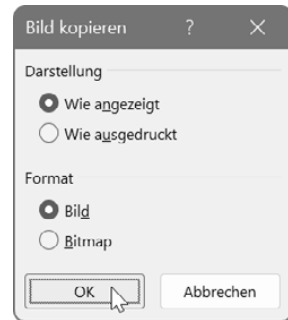 Bild kopieren ? ×
Darstellung
Wie angezeigt
Wie ausgedruckt
Format
Bild
Bitmap
OK Abbrechen